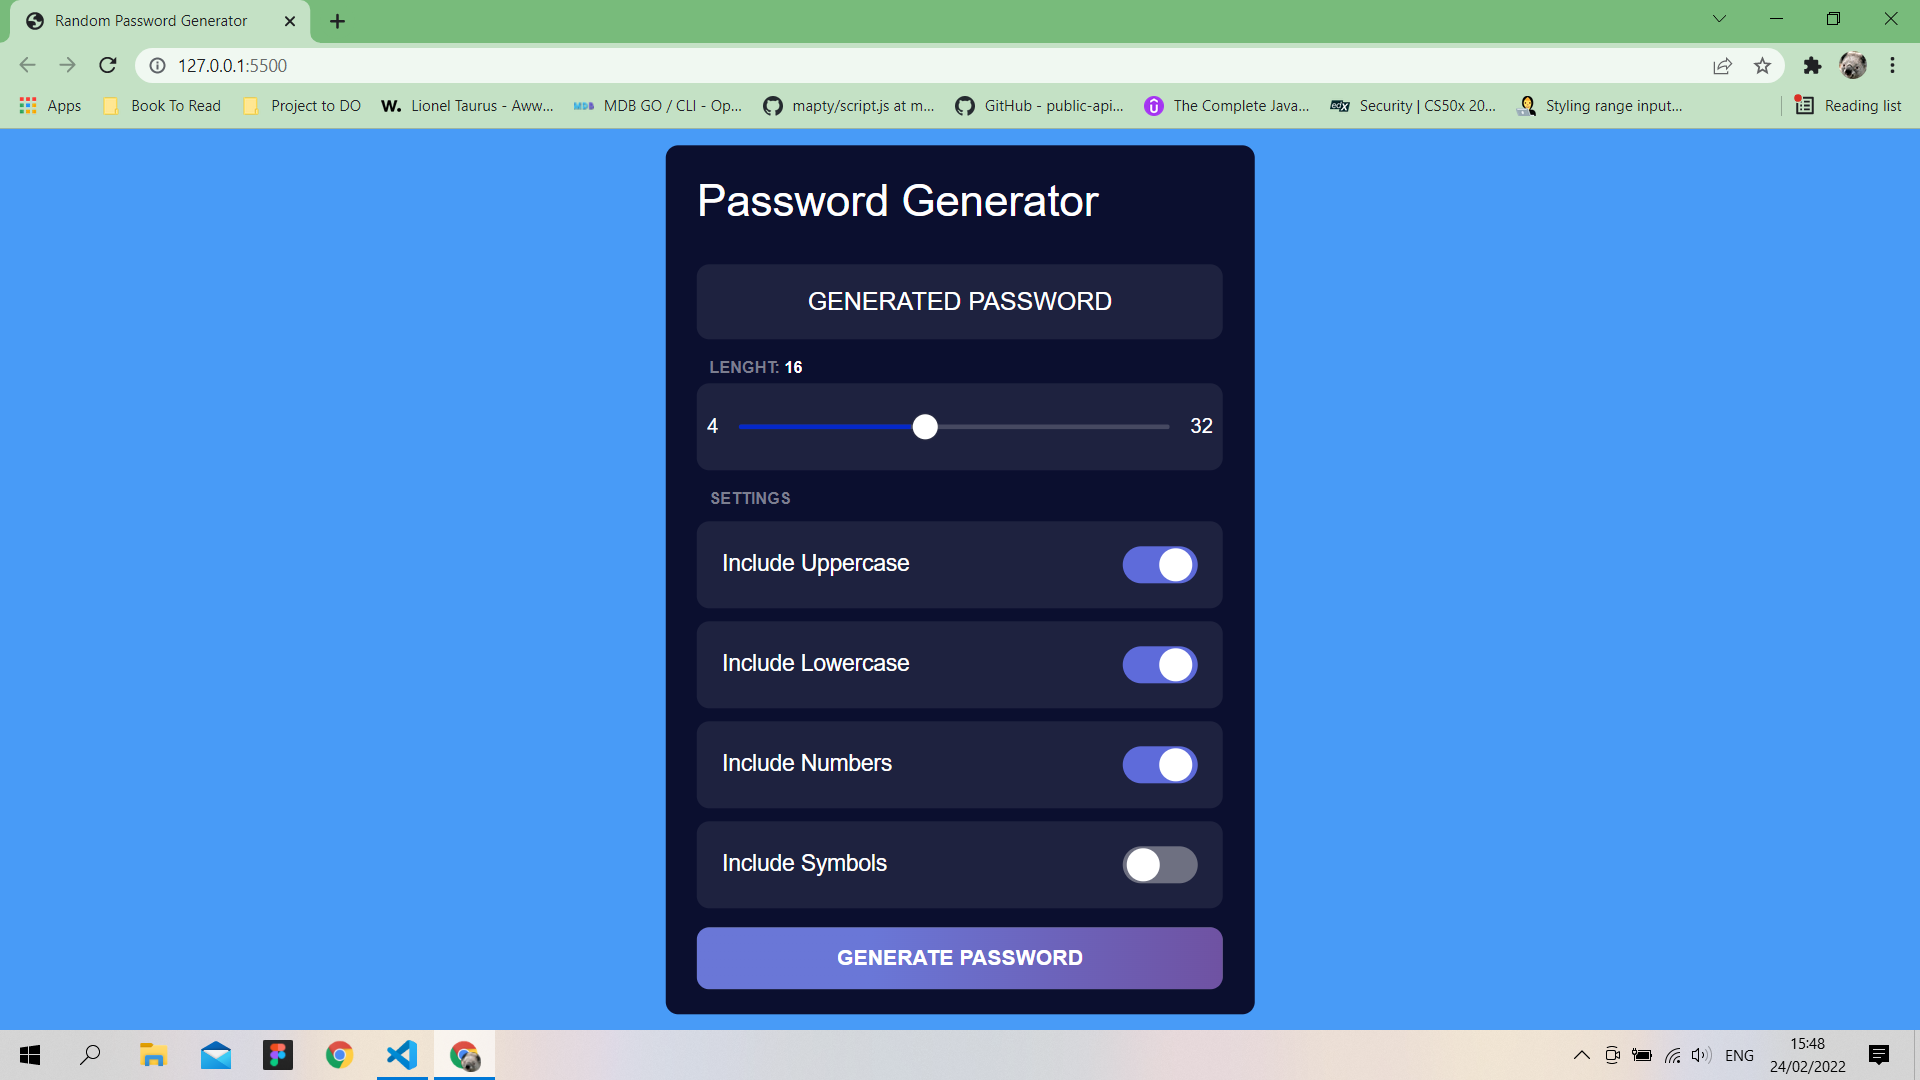 Random Password Generator
127.0.0.1:5500
Apps Book To Read Project to DO W. Lionel Taurus - Aww... MDB MDB GO / CLI - Op... mapty/script.js at m... GitHub - public-api... The Complete Java... edX Security | CS50x 20... Styling range input... Reading list
Password Generator
GENERATED PASSWORD
LENGHT: 16
4 32
SETTINGS
Include Uppercase
Include Lowercase
Include Numbers
Include Symbols
GENERATE PASSWORD
15:48
ENG
24/02/2022